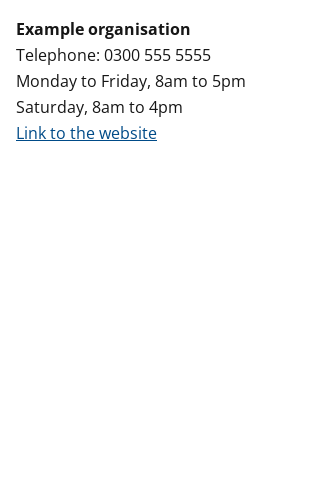 Example organisation
Telephone: 0300 555 5555
Monday to Friday, 8am to 5pm
Saturday, 8am to 4pm
Link to the website